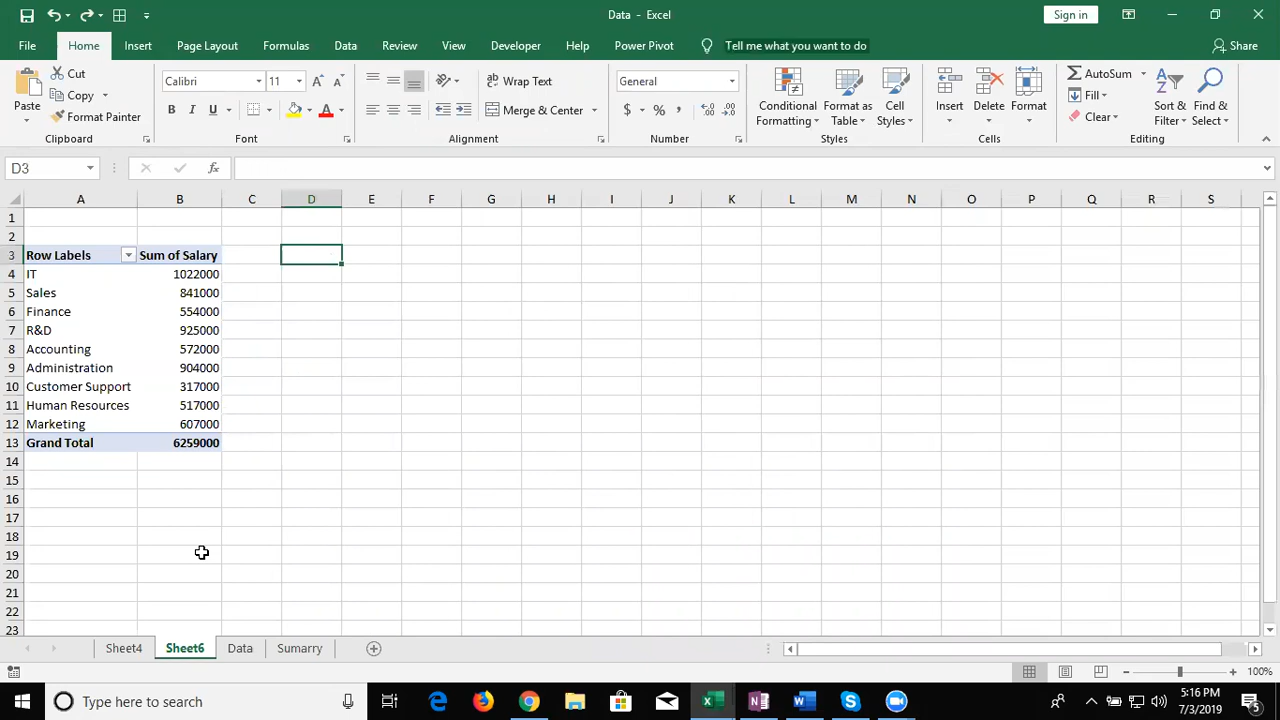 Data - Excel
Sign in
File Home Insert Page Layout Formulas Data Review View Developer Help Power Pivot Tell me what you want to do Share
Paste
Cut
Copy
Format Painter
Clipboard
Calibri 11
B I U
Font
Wrap Text
Merge & Center
Alignment
General
$ % ,
Number
Conditional Formatting
Format as Table
Cell Styles
Styles
Insert
Delete
Format
Cells
AutoSum
Fill
Clear
Sort & Filter
Find & Select
Editing
D3 fx
A B C D E F G H I J K L M N O P Q R S
1
2
3 Row Labels Sum of Salary
4 IT 1022000
5 Sales 841000
6 Finance 554000
7 R&D 925000
8 Accounting 572000
9 Administration 904000
10 Customer Support 317000
11 Human Resources 517000
12 Marketing 607000
13 Grand Total 6259000
14
15
16
17
18
19
20
21
22
23
Sheet4 Sheet6 Data Sumarry
100%
Type here to search
5:16 PM
7/3/2019
5